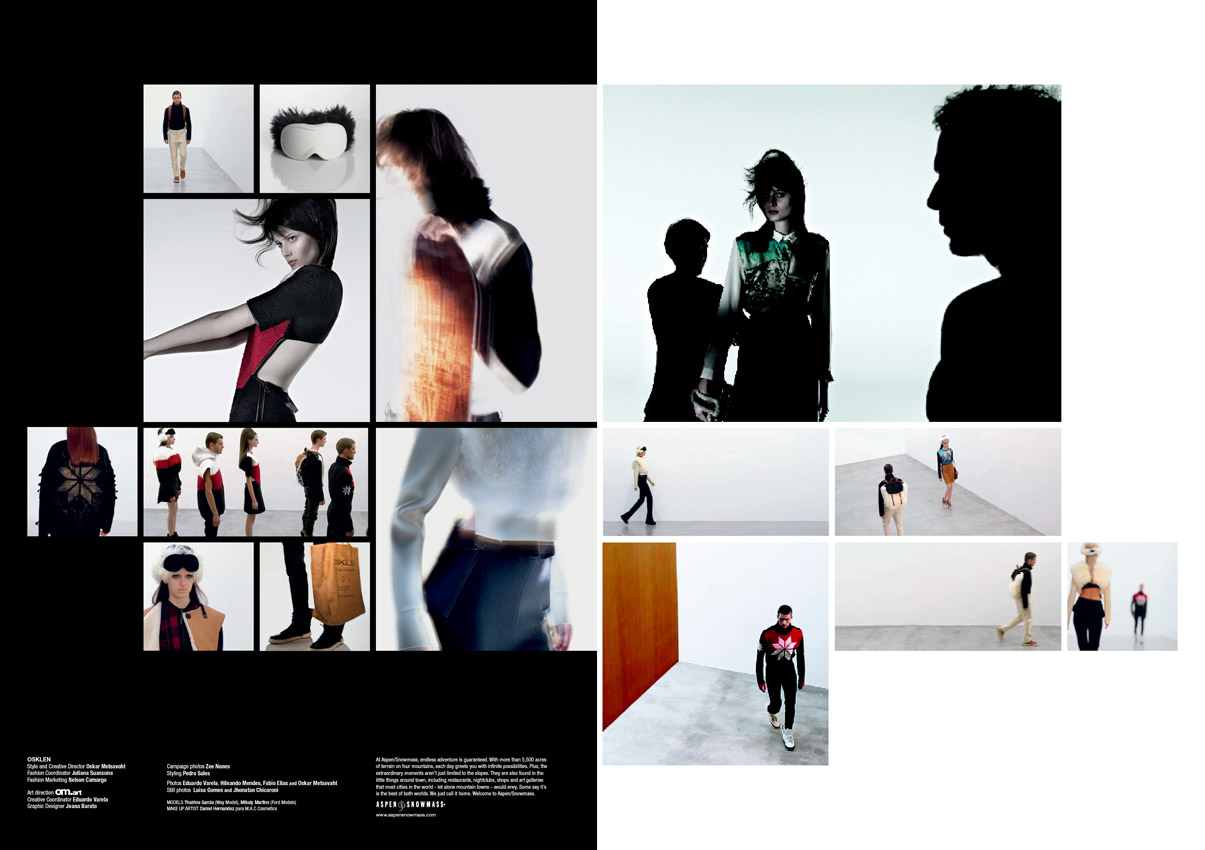 SKLE
OSKLEN
Style and Creative Director Oskar Metsavaht
Fashion Coordinator Juliana Suassuna
Fashion Marketing Nelson Camargo
Art direction om.art
Creative Coordinator Eduardo Varela
Graphic Designer Joana Barata
Campaign photos Zee Nunes
Styling Pedro Sales
Photos Eduardo Varela, Hilneando Mendes, Fabio Elias and Oskar Metsavaht
Still photos Luisa Gomes and Jhonatan Chicaroni
MODELS Thairine Garcia (Way Model), Mihaly Martins (Ford Models)
MAKE UP ARTIST Daniel Hernandez para M.A.C Cosmetics
At Aspen/Snowmass, endless adventure is guaranteed. With more than 5,500 acres
of terrain on four mountains, each day greets you with infinite possibilities. Plus, the
extraordinary moments aren't just limited to the slopes. They are also found in the
little things around town, including restaurants, nightclubs, shops and art galleries
that most cities in the world - let alone mountain towns - would envy. Some say it's
is the best of both worlds. We just call it home. Welcome to Aspen/Snowmass.
ASPEN SNOWMASS
www.aspensnowmass.com